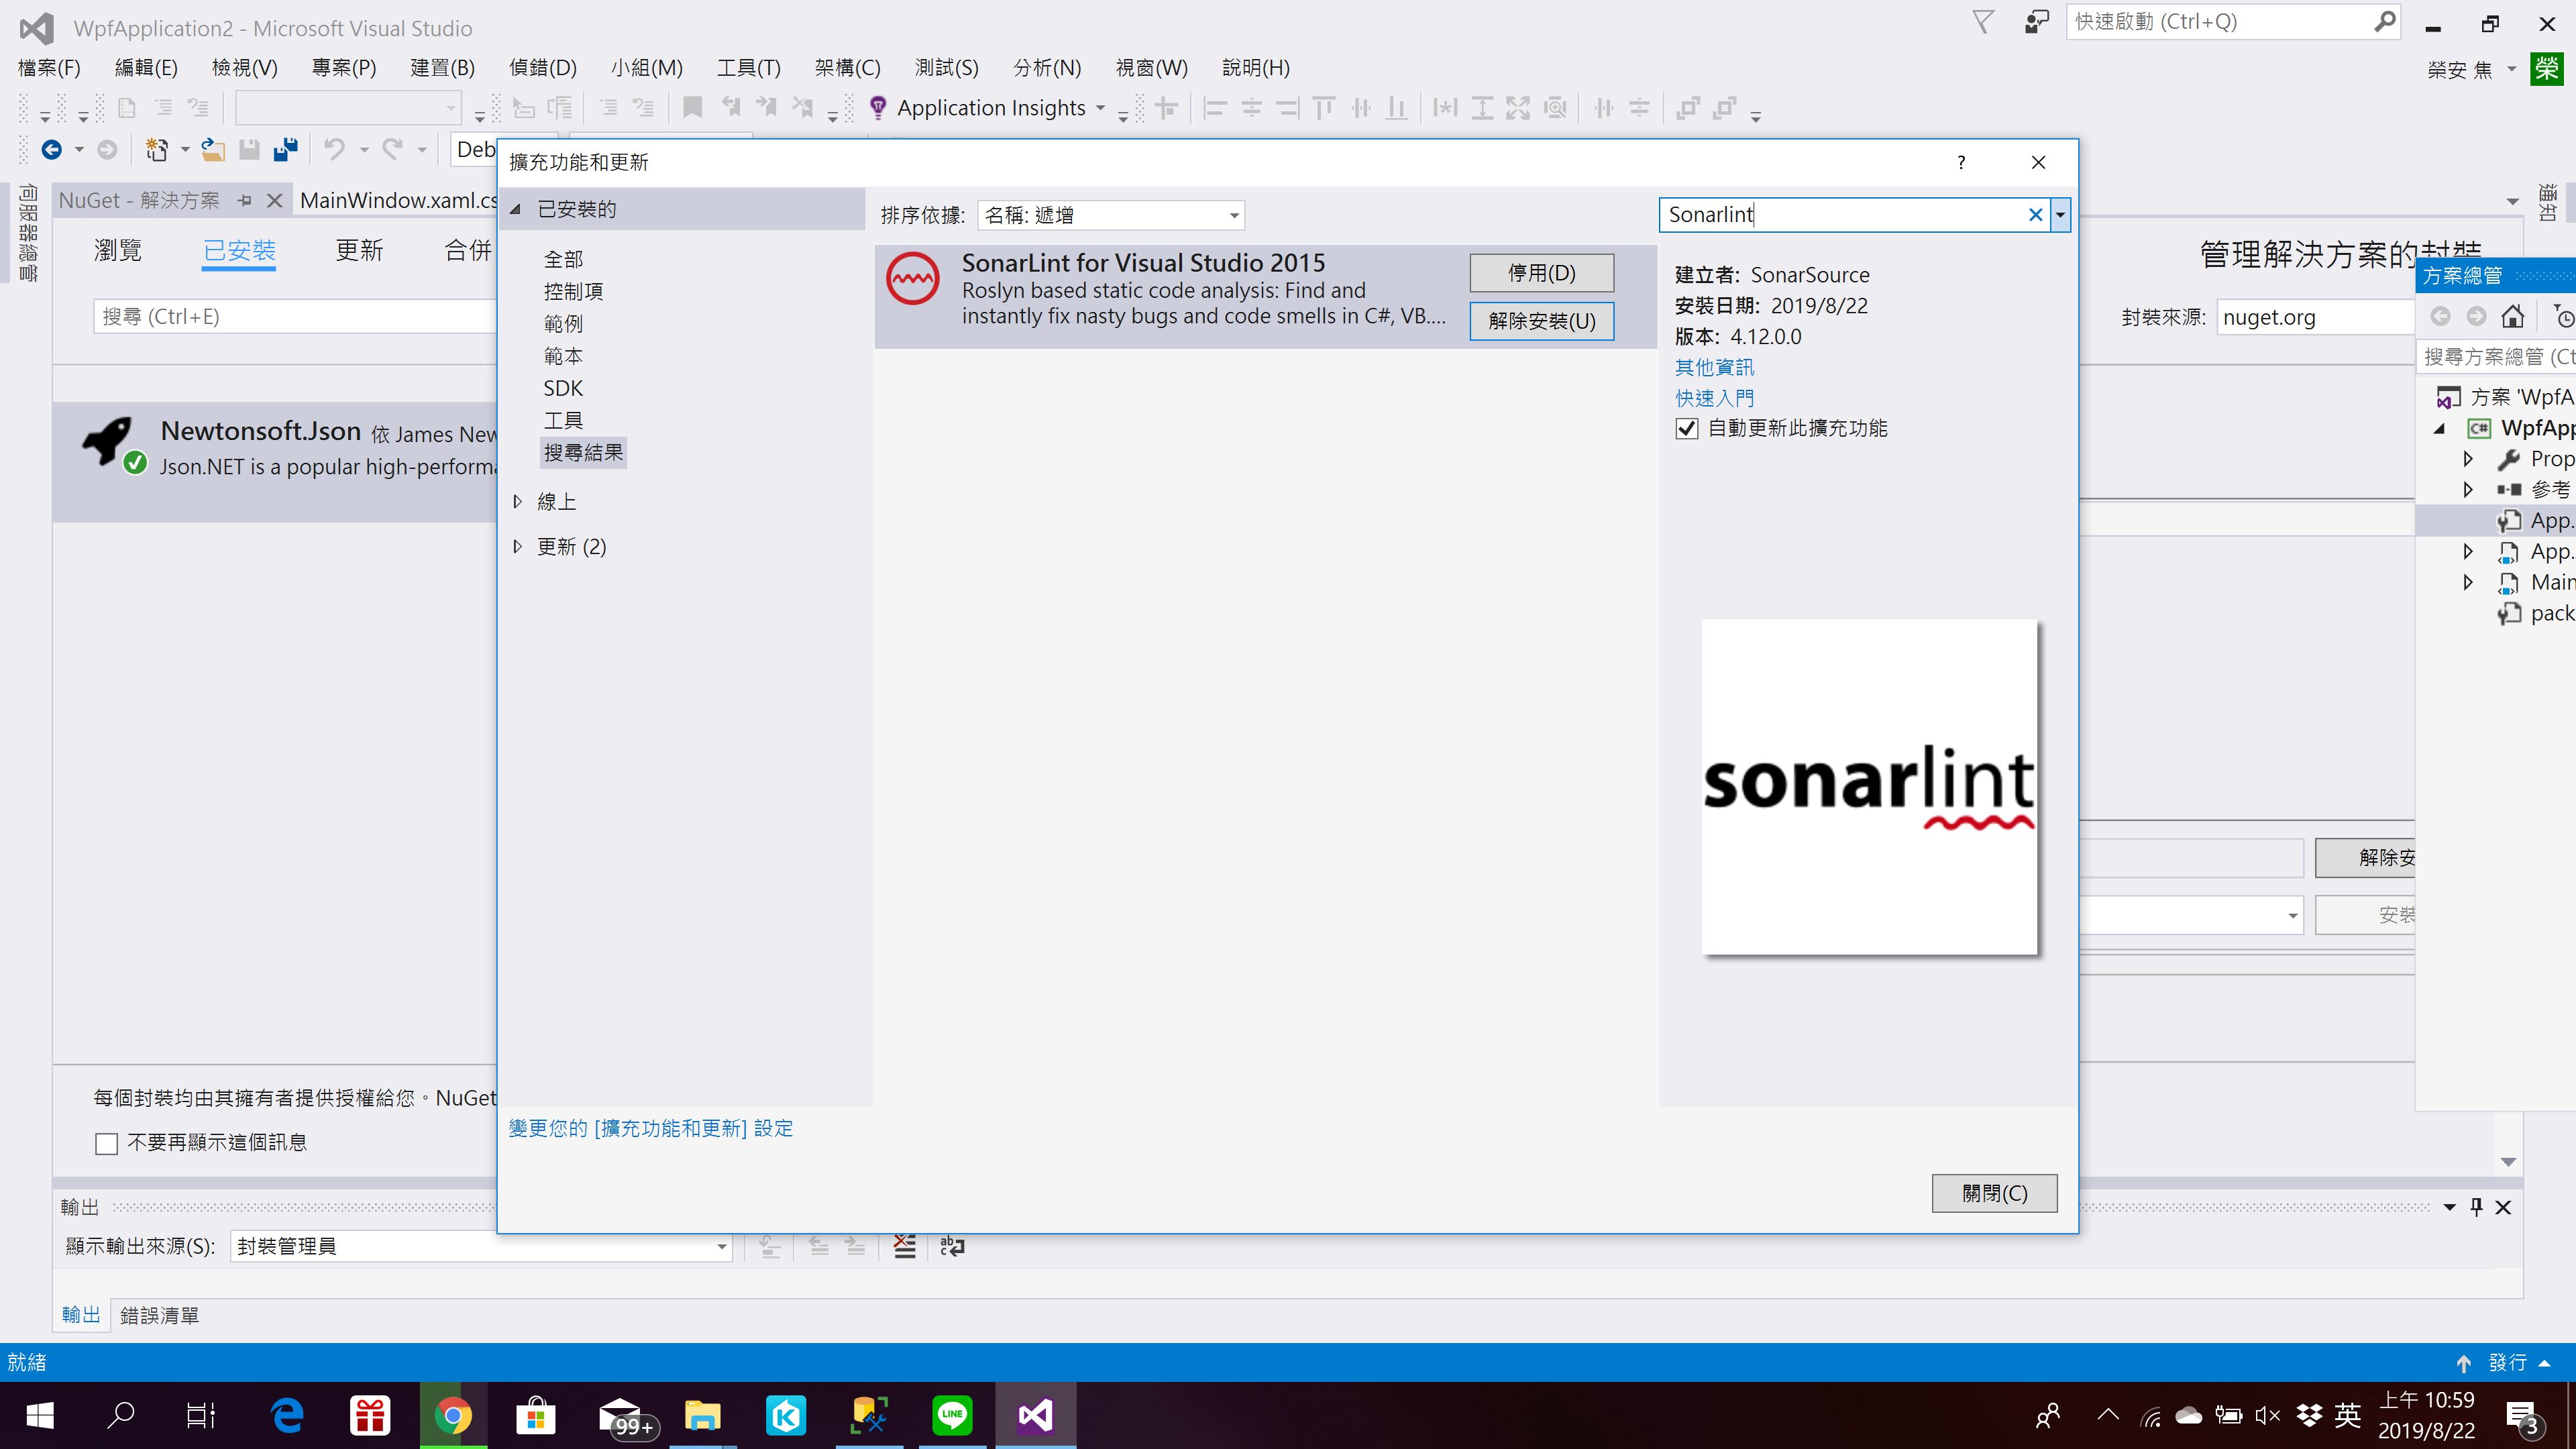 WpfApplication2 - Microsoft Visual Studio
快速啟動 (Ctrl+Q)
檔案(F) 編輯(E) 檢視(V) 專案(P) 建置(B) 偵錯(D) 小組(M) 工具(T) 架構(C) 測試(S) 分析(N) 視窗(W) 說明(H)
榮安 焦
榮
Application Insights
Deb
伺服器總管
NuGet - 解決方案
MainWindow.xaml.cs
通知
瀏覽 已安裝 更新 合併
搜尋 (Ctrl+E)
管理解決方案的封裝
封裝來源: nuget.org
Newtonsoft.Json 依 James New
Json.NET is a popular high-performa
每個封裝均由其擁有者提供授權給您。NuGet
不要再顯示這個訊息
擴充功能和更新
?
已安裝的
全部
控制項
範例
範本
SDK
工具
搜尋結果
線上
更新 (2)
排序依據: 名稱: 遞增
Sonarlint
SonarLint for Visual Studio 2015
Roslyn based static code analysis: Find and
instantly fix nasty bugs and code smells in C#, VB....
停用(D)
解除安裝(U)
建立者: SonarSource
安裝日期: 2019/8/22
版本: 4.12.0.0
其他資訊
快速入門
自動更新此擴充功能
sonarlint
變更您的 [擴充功能和更新] 設定
關閉(C)
方案總管
搜尋方案總管 (Ct
方案 'WpfA
C# WpfApp
Prop
參考
App.
App.
Main
pack
解除安
安裝
輸出
顯示輸出來源(S): 封裝管理員
輸出 錯誤清單
就緒
發行
99+
LINE
英
上午 10:59
2019/8/22
3